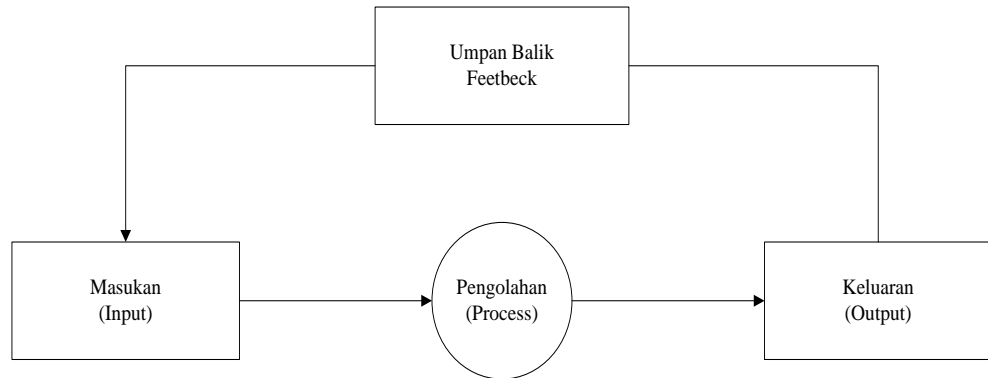 Umpan Balik
Feetbeck
Masukan
(Input)
Pengolahan
(Process)
Keluaran
(Output)